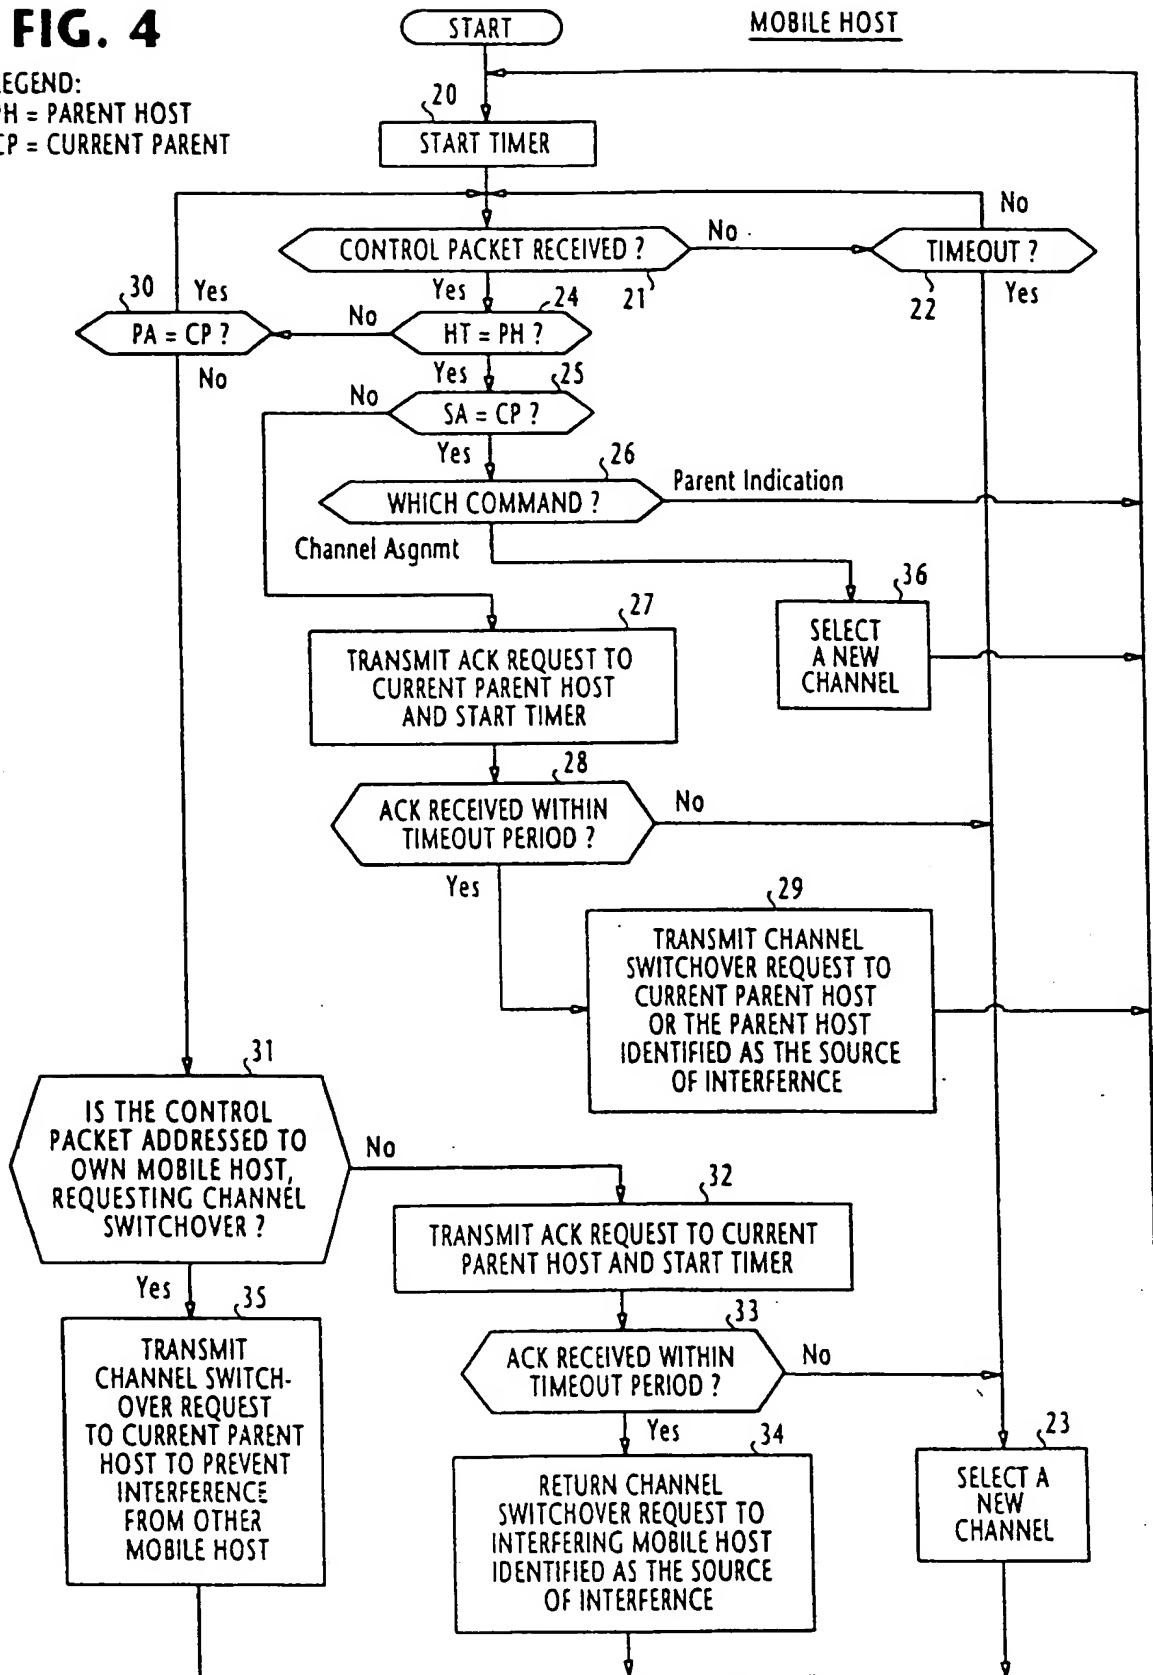 FIG. 4
MOBILE HOST
START
LEGEND:
PH = PARENT HOST
CP = CURRENT PARENT
20
START TIMER
No
CONTROL PACKET RECEIVED ?
No
TIMEOUT ?
21
22
Yes
Yes
30
Yes
24
PA = CP ?
No
HT = PH ?
No
Yes
25
No
SA = CP ?
Yes
26
WHICH COMMAND ?
Parent Indication
Channel Asgnmt
36
SELECT
A NEW
CHANNEL
27
TRANSMIT ACK REQUEST TO
CURRENT PARENT HOST
AND START TIMER
28
ACK RECEIVED WITHIN
TIMEOUT PERIOD ?
No
Yes
29
TRANSMIT CHANNEL
SWITCHOVER REQUEST TO
CURRENT PARENT HOST
OR THE PARENT HOST
IDENTIFIED AS THE SOURCE
OF INTERFERNCE
31
IS THE CONTROL
PACKET ADDRESSED TO
OWN MOBILE HOST,
REQUESTING CHANNEL
SWITCHOVER ?
No
Yes
32
TRANSMIT ACK REQUEST TO CURRENT
PARENT HOST AND START TIMER
33
ACK RECEIVED WITHIN
TIMEOUT PERIOD ?
No
Yes
35
TRANSMIT
CHANNEL SWITCH-
OVER REQUEST
TO CURRENT PARENT
HOST TO PREVENT
INTERFERENCE
FROM OTHER
MOBILE HOST
34
RETURN CHANNEL
SWITCHOVER REQUEST TO
INTERFERING MOBILE HOST
IDENTIFIED AS THE SOURCE
OF INTERFERNCE
23
SELECT A
NEW
CHANNEL